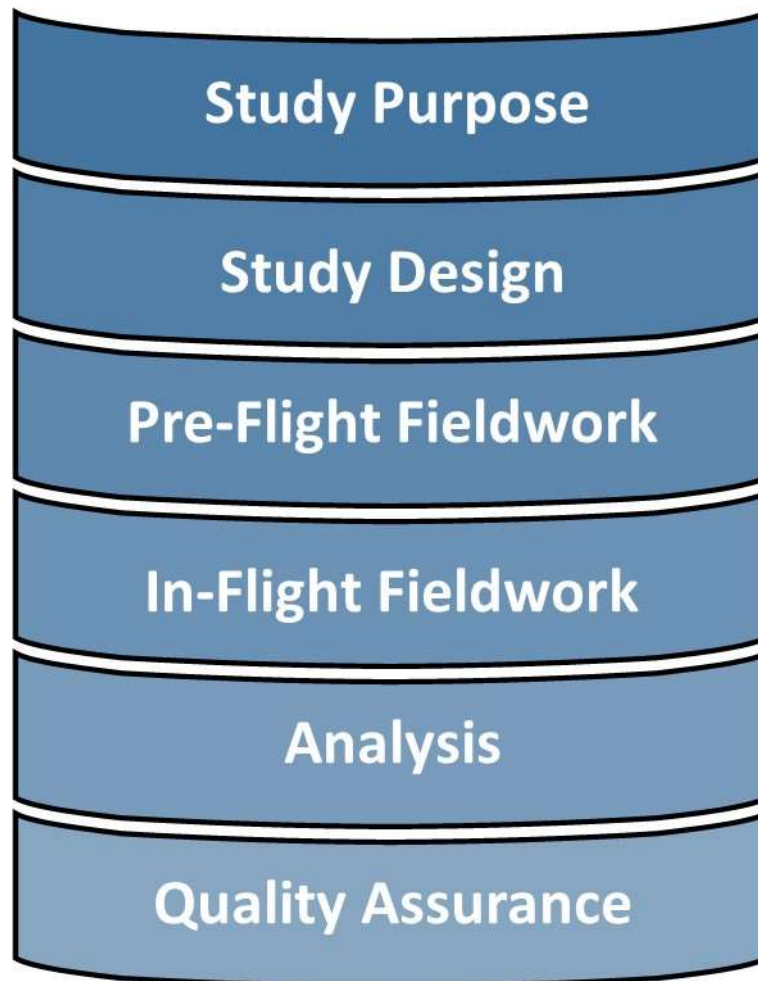 Study Purpose
Study Design
Pre-Flight Fieldwork
In-Flight Fieldwork
Analysis
Quality Assurance